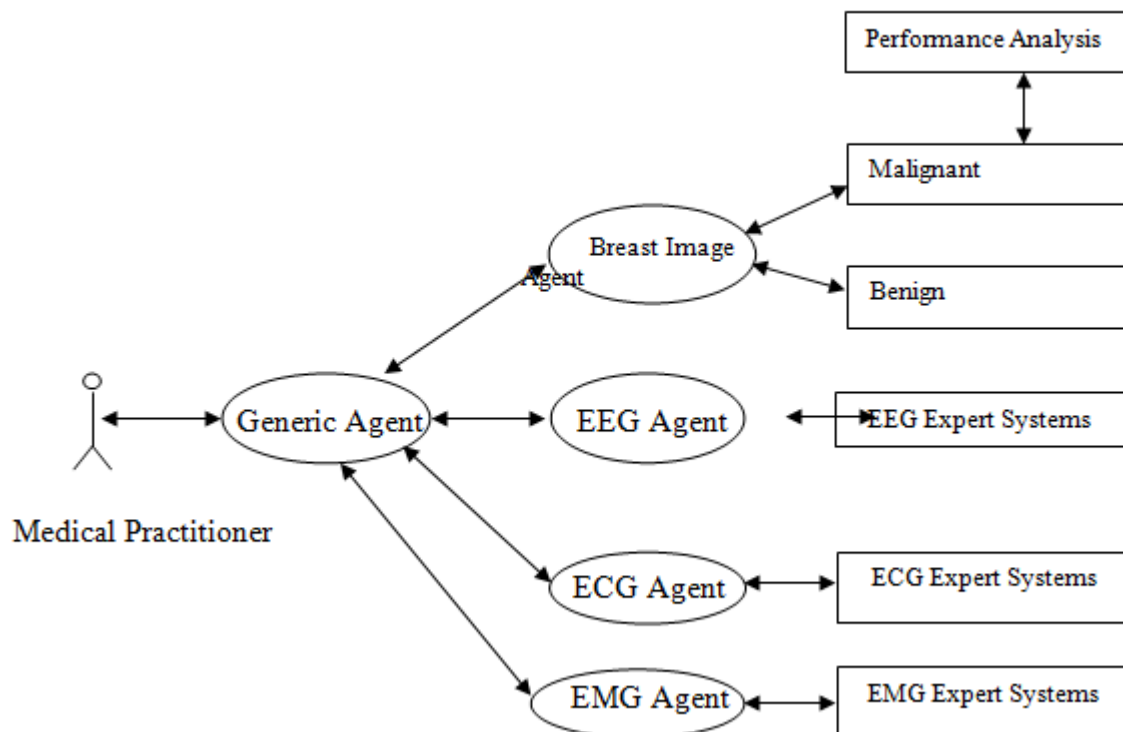 Performance Analysis
Malignant
Breast Image
Agent
Benign
Generic Agent
EEG Agent
EEG Expert Systems
Medical Practitioner
ECG Agent
ECG Expert Systems
EMG Agent
EMG Expert Systems